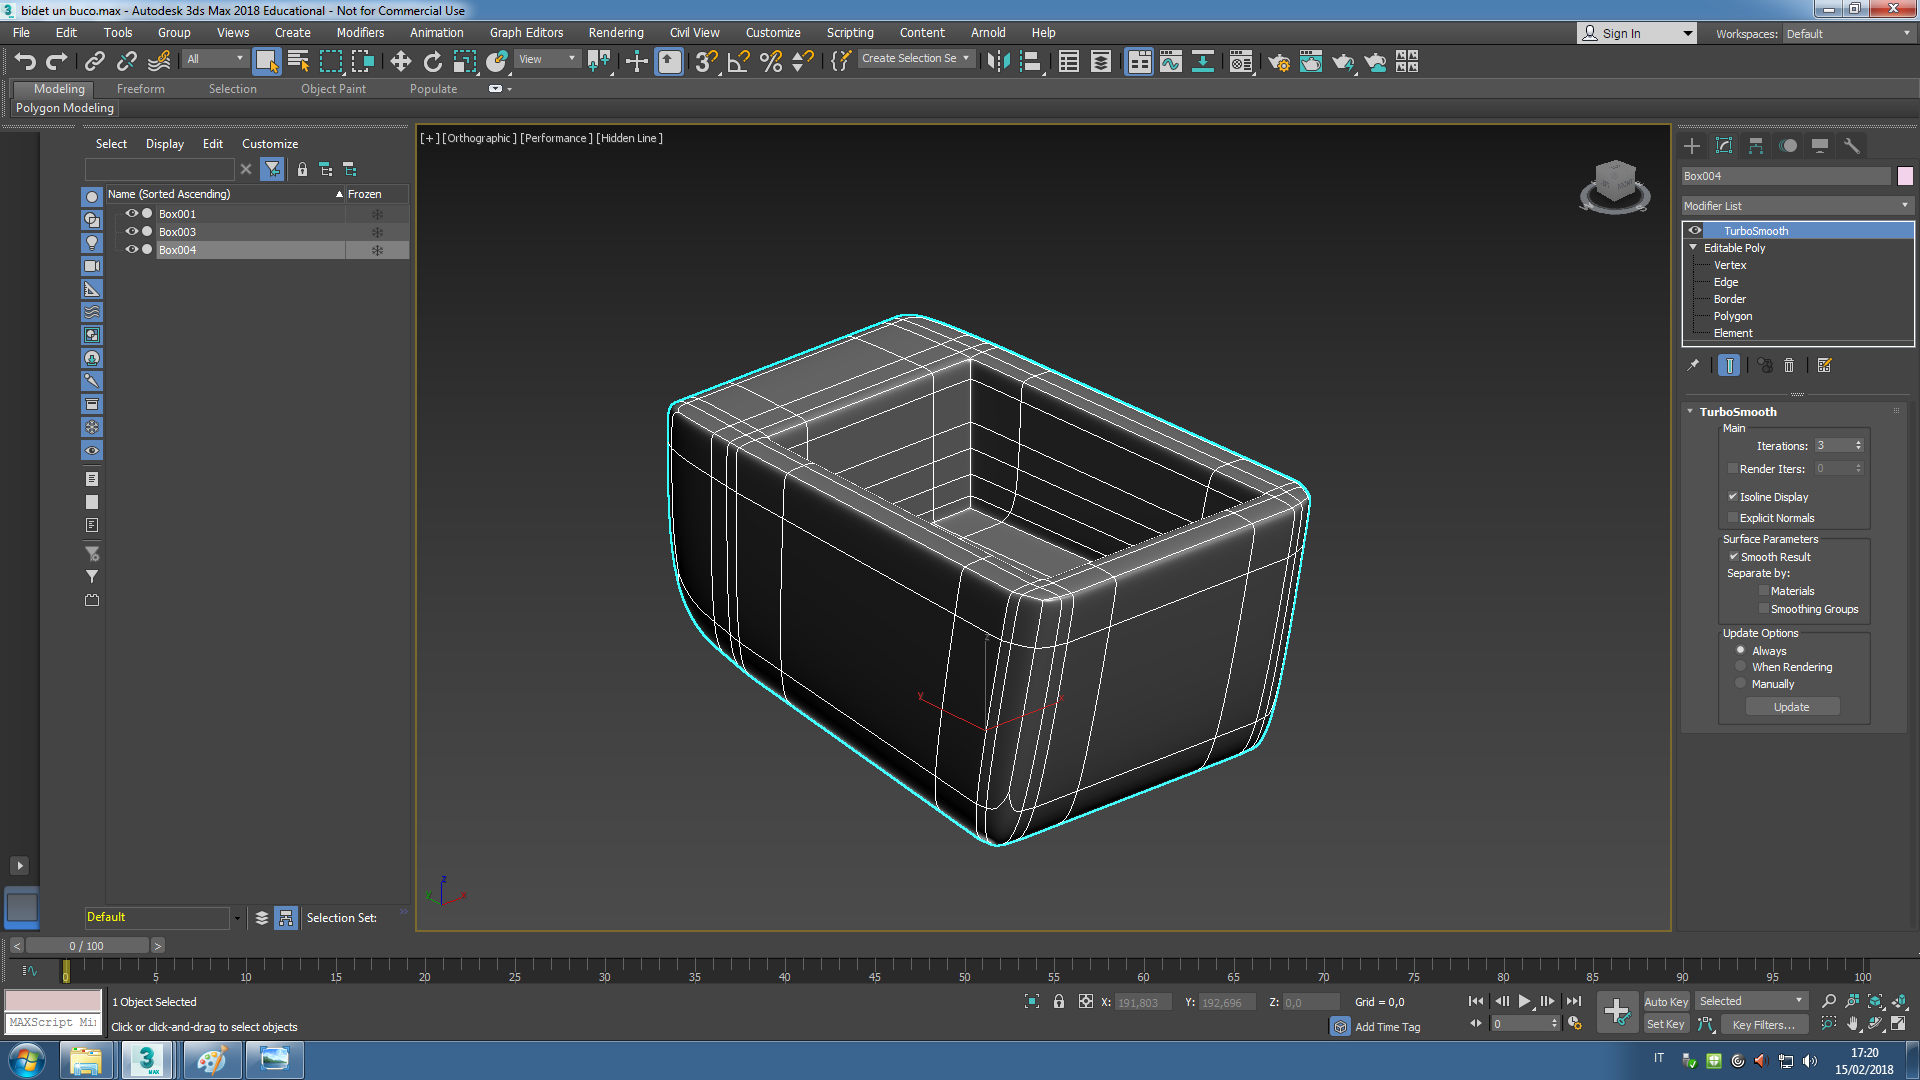 bidet un buco.max - Autodesk 3ds Max 2018 Educational - Not for Commercial Use
File Edit Tools Group Views Create Modifiers Animation Graph Editors Rendering Civil View Customize Scripting Content Arnold Help
Sign In
Workspaces: Default
All
View
Create Selection Se
Modeling Freeform Selection Object Paint Populate
Polygon Modeling
Select Display Edit Customize
Name (Sorted Ascending) Frozen
Box001
Box003
Box004
[+] [Orthographic] [Performance] [Hidden Line]
Box004
Modifier List
TurboSmooth
Editable Poly
Vertex
Edge
Border
Polygon
Element
TurboSmooth
Main
Iterations: 3
Render Iters: 0
Isoline Display
Explicit Normals
Surface Parameters
Smooth Result
Separate by:
Materials
Smoothing Groups
Update Options
Always
When Rendering
Manually
Update
y
z
x
Default
Selection Set:
< 0 / 100 >
0 5 10 15 20 25 30 35 40 45 50 55 60 65 70 75 80 85 90 95 100
1 Object Selected
X: 191,803 Y: 192,696 Z: 0,0 Grid = 0,0
Auto Key Selected
MAXScript Mi
Click or click-and-drag to select objects
Add Time Tag
0
Set Key Key Filters...
3
MAX
IT
17:20
15/02/2018